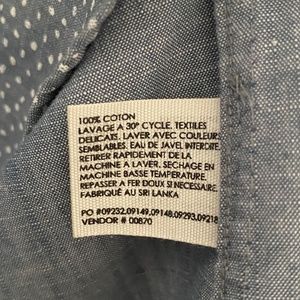 100% COTON
LAVAGE A 30° CYCLE, TEXTILES
DELICATS. LAVER AVEC COULEURS
SEMBLABLES. EAU DE JAVEL INTERDITE.
RETIRER RAPIDEMENT DE LA
MACHINE A LAVER, SECHAGE EN
MACHINE BASSE TEMPERATURE.
REPASSER A FER DOUX SI NECESSAIRE.
FABRIQUÉ AU SRI LANKA
PO #09232,09149,09148,09293,09218
VENDOR # 00870